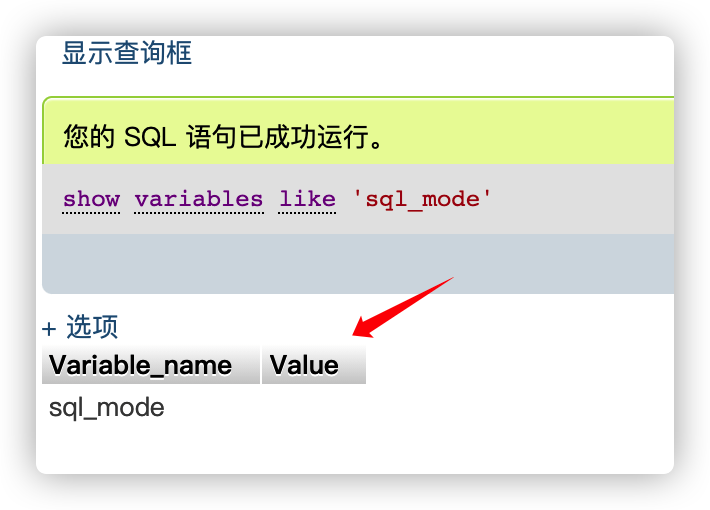 显示查询框
您的 SQL 语句已成功运行。
show variables like 'sql_mode'
+ 选项
Variable_name Value
sql_mode